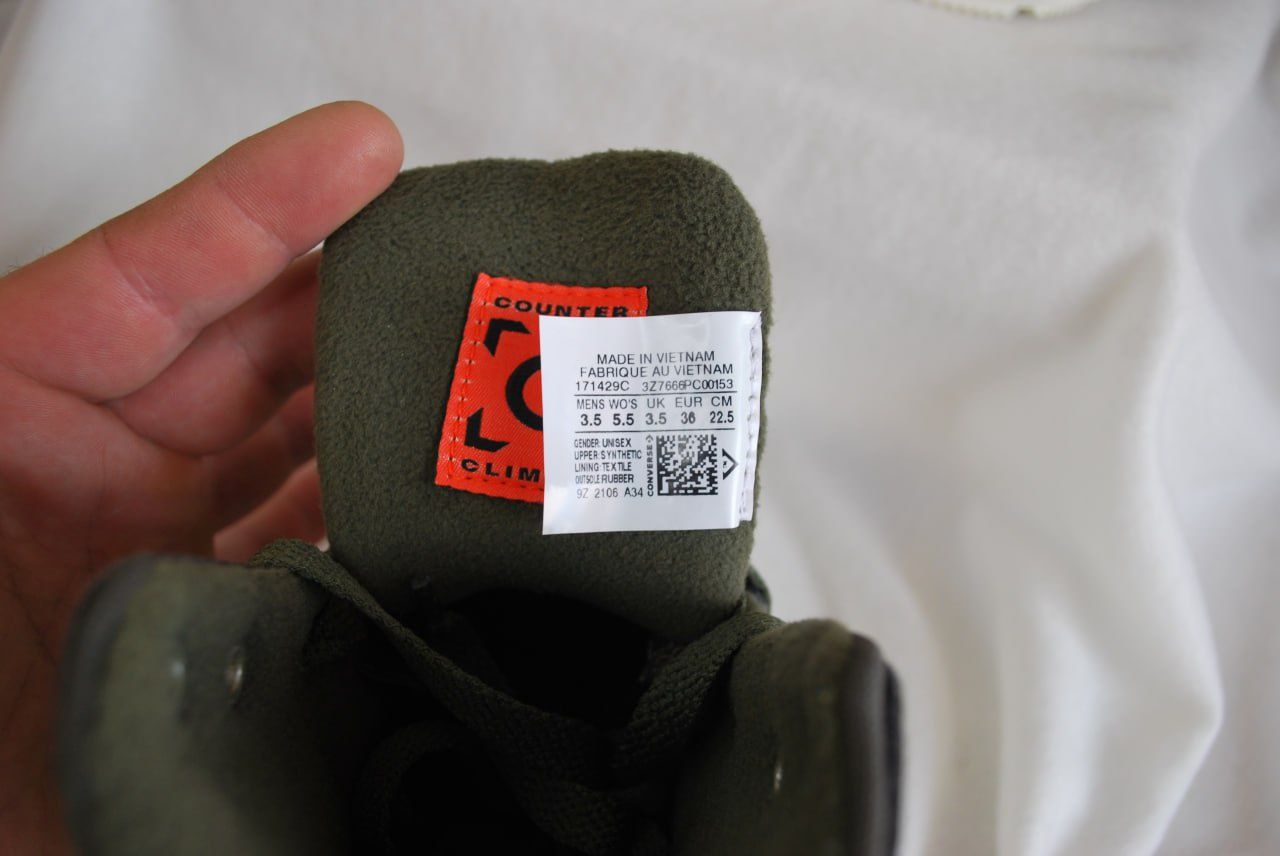 COUNTER
CLIM
MADE IN VIETNAM
FABRIQUE AU VIETNAM
171429C 3Z7666PC00153
MENS WO'S UK EUR CM
3.5 5.5 3.5 36 22.5
GENDER: UNISEX
UPPER: SYNTHETIC
LINING: TEXTILE
OUTSOLE: RUBBER
9Z 2106 A34
CONVERSE